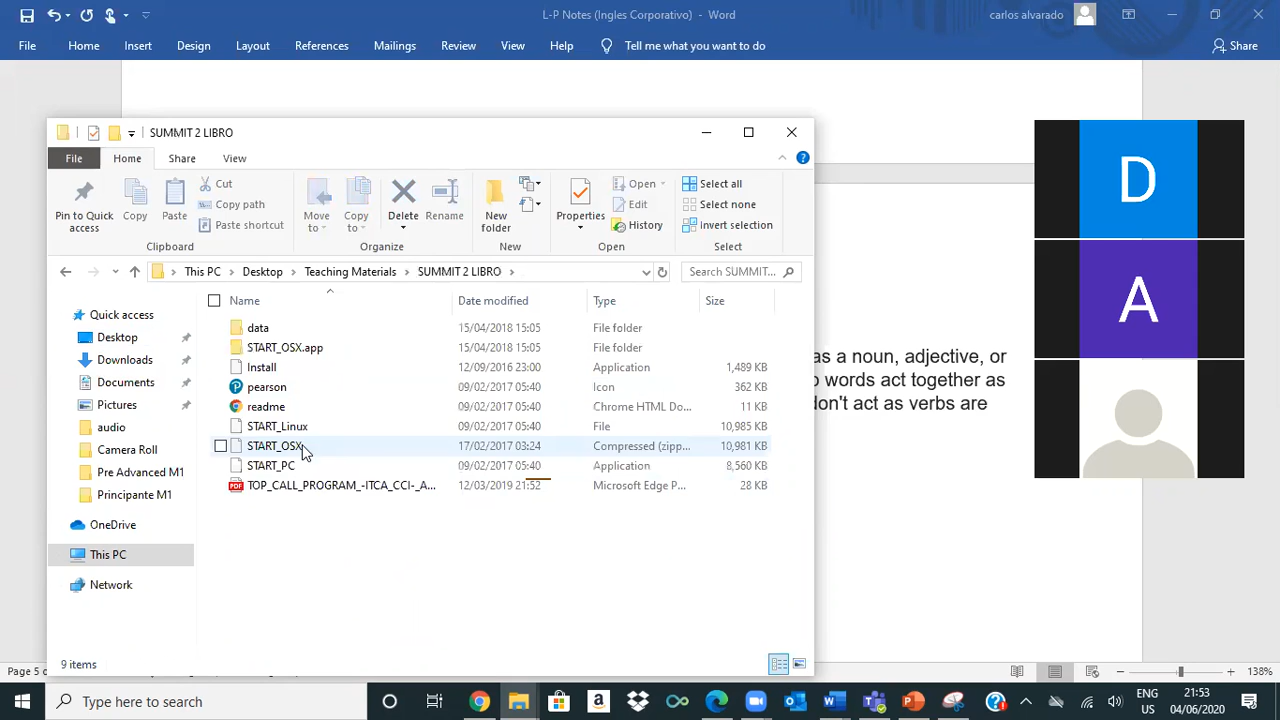 L-P Notes (Ingles Corporativo) - Word
carlos alvarado
File Home Insert Design Layout References Mailings Review View Help Tell me what you want to do Share
SUMMIT 2 LIBRO
File Home Share View
Pin to Quick access
Copy
Paste
Cut
Copy path
Paste shortcut
Clipboard
Move to
Copy to
Delete
Rename
Organize
New folder
New
Properties
Open
Edit
History
Open
Select all
Select none
Invert selection
Select
This PC Desktop Teaching Materials SUMMIT 2 LIBRO
Search SUMMIT...
Quick access
Desktop
Downloads
Documents
Pictures
audio
Camera Roll
Pre Advanced M1
Principante M1
OneDrive
This PC
Network
Name Date modified Type Size
data 15/04/2018 15:05 File folder
START_OSX.app 15/04/2018 15:05 File folder
Install 12/09/2016 23:00 Application 1,489 KB
pearson 09/02/2017 05:40 Icon 362 KB
readme 09/02/2017 05:40 Chrome HTML Do... 11 KB
START_Linux 09/02/2017 05:40 File 10,985 KB
START_OSX 17/02/2017 03:24 Compressed (zipp... 10,981 KB
START_PC 09/02/2017 05:40 Application 8,560 KB
TOP_CALL_PROGRAM_-ITCA_CCI-_A... 12/03/2019 21:52 Microsoft Edge P... 28 KB
9 items
as a noun, adjective, or
words act together as
don't act as verbs are
D
A
Page 5 o
138%
Type here to search
ENG
US
21:53
04/06/2020